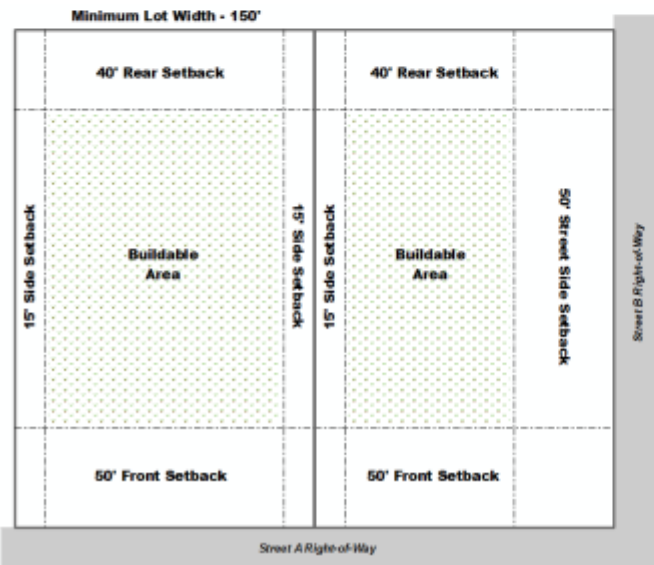 Minimum Lot Width - 150'
40' Rear Setback
40' Rear Setback
15' Side Setback
Buildable
Area
15' Side Setback
15' Side Setback
Buildable
Area
50' Street Side Setback
Street B Right-of-Way
50' Front Setback
50' Front Setback
Street A Right-of-Way